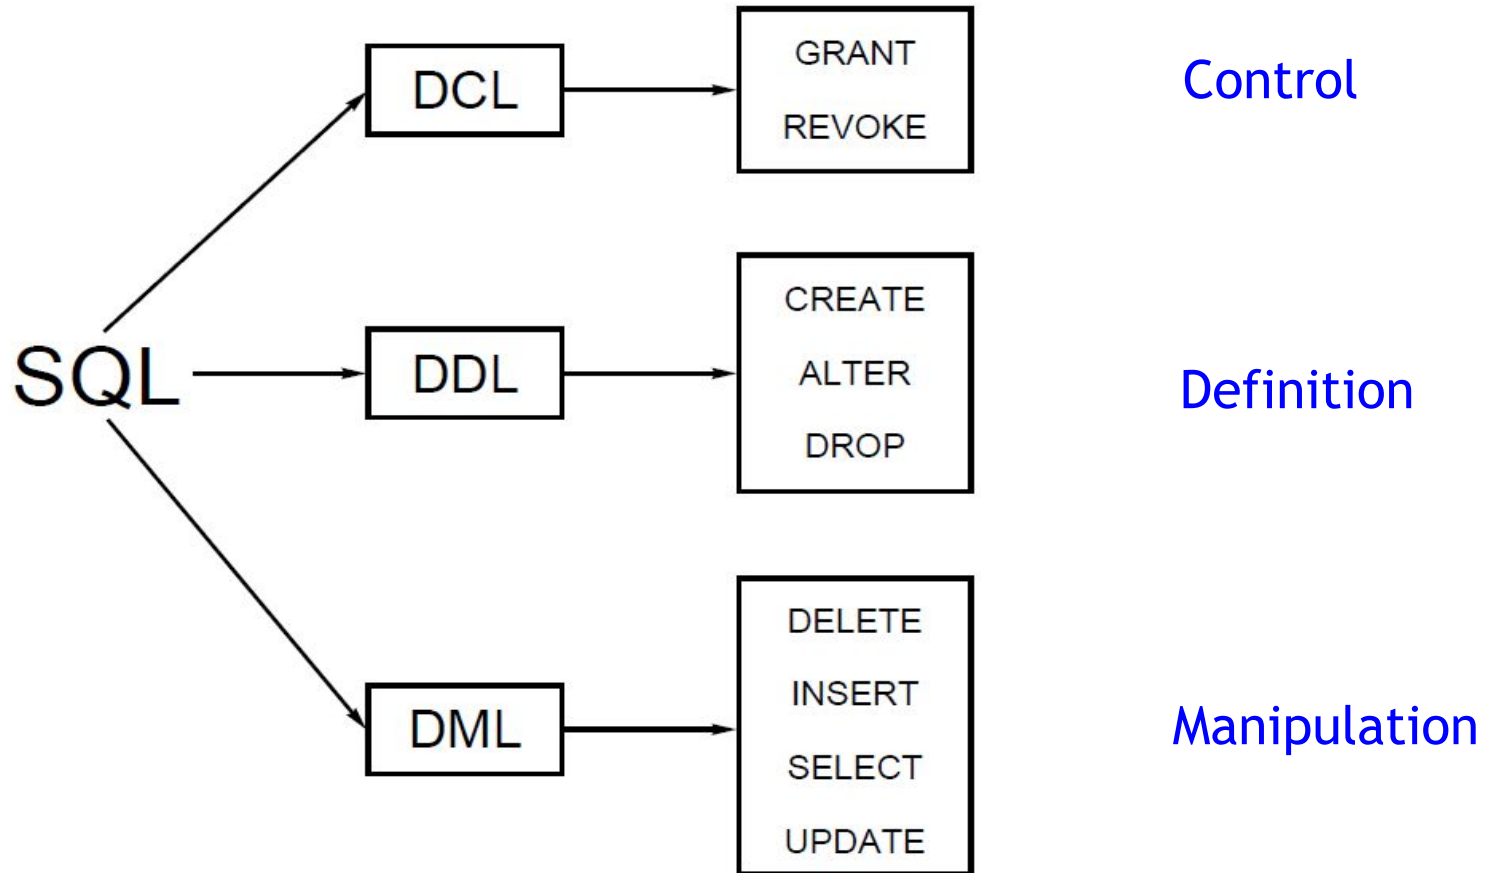 SQL
DCL
GRANT
REVOKE
Control
DDL
CREATE
ALTER
DROP
Definition
DML
DELETE
INSERT
SELECT
UPDATE
Manipulation